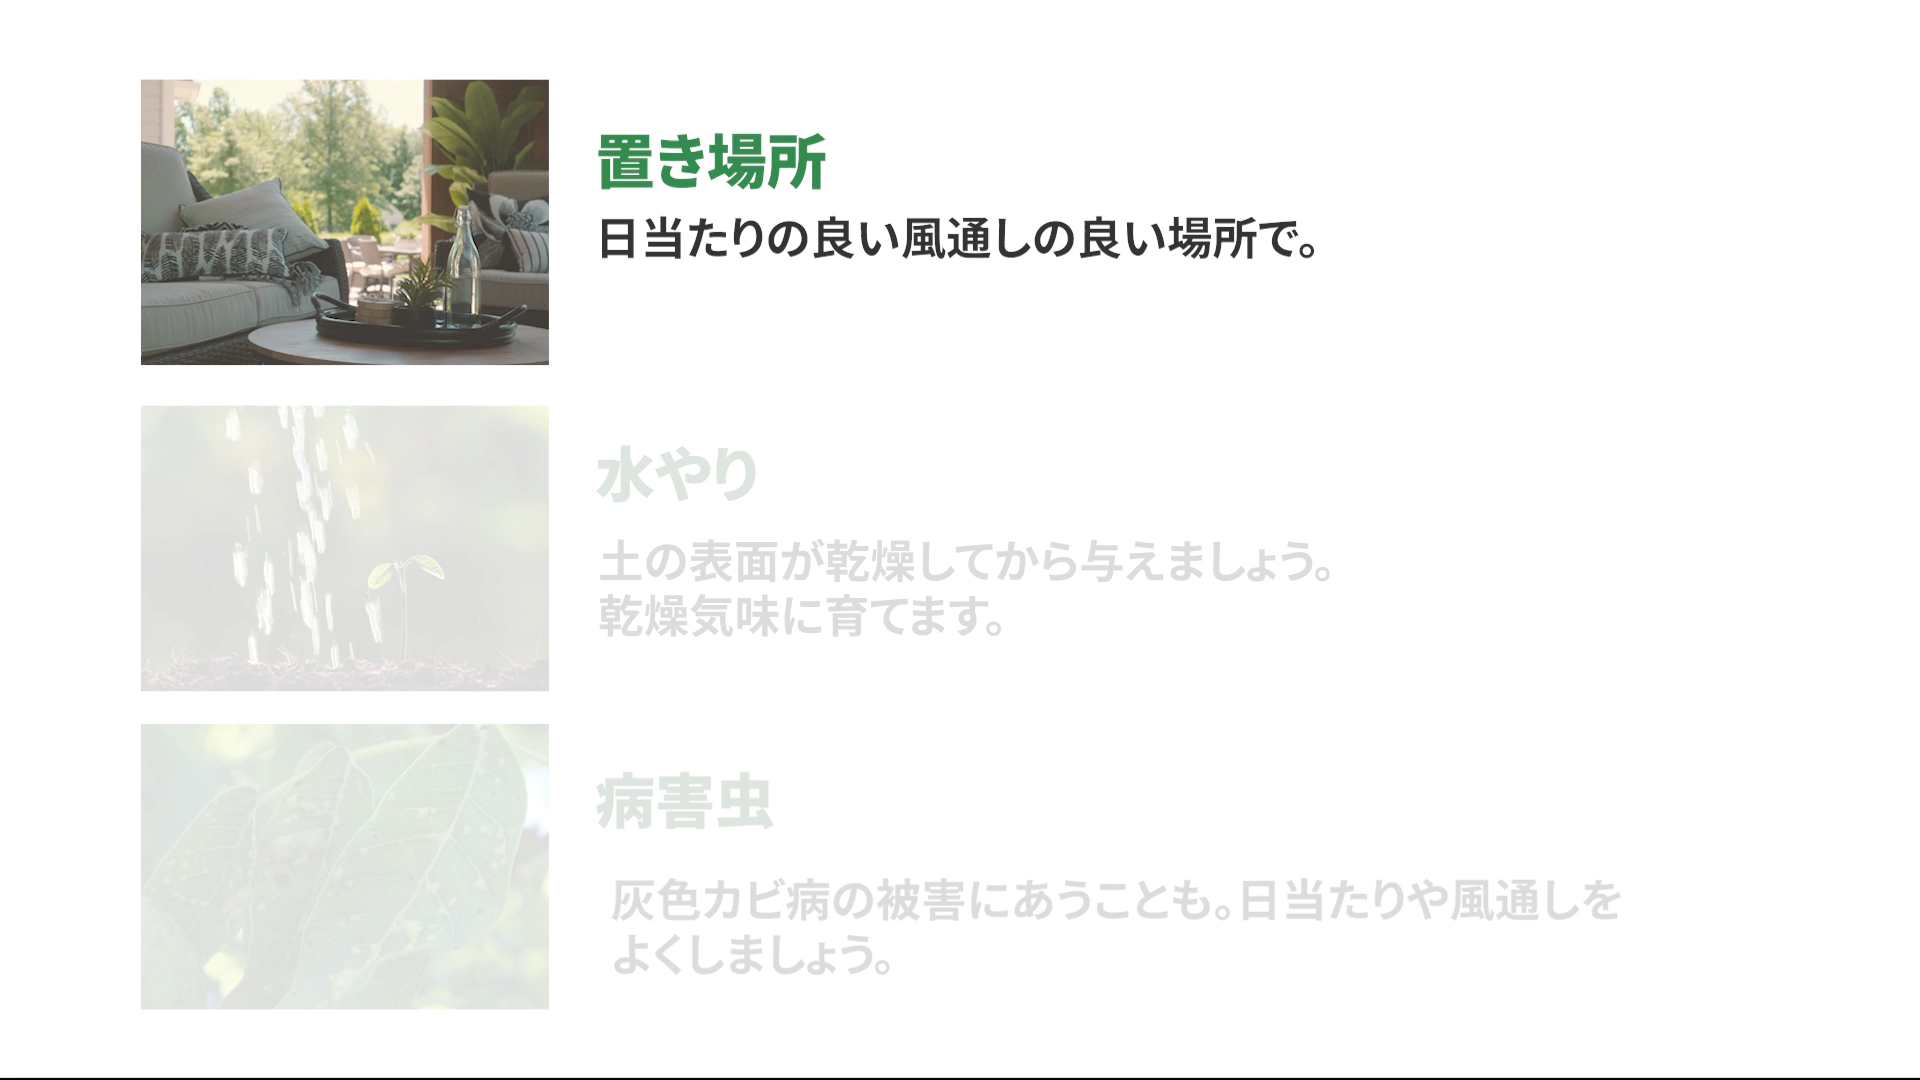 置き場所
日当たりの良い風通しの良い場所で。
水やり
土の表面が乾燥してから与えましょう。
乾燥気味に育てます。
病害虫
灰色カビ病の被害にあうことも。日当たりや風通しを
よくしましょう。